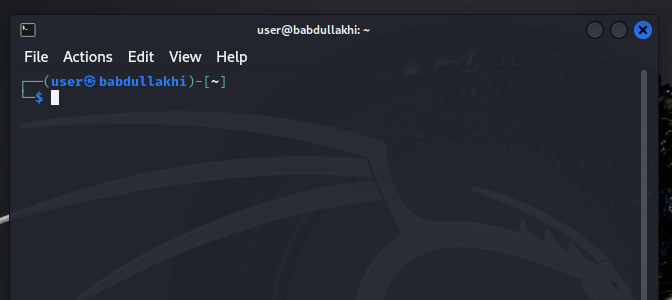 user@babdullakhi: ~
File Actions Edit View Help
┌──(user㉿babdullakhi)-[~]
└─$